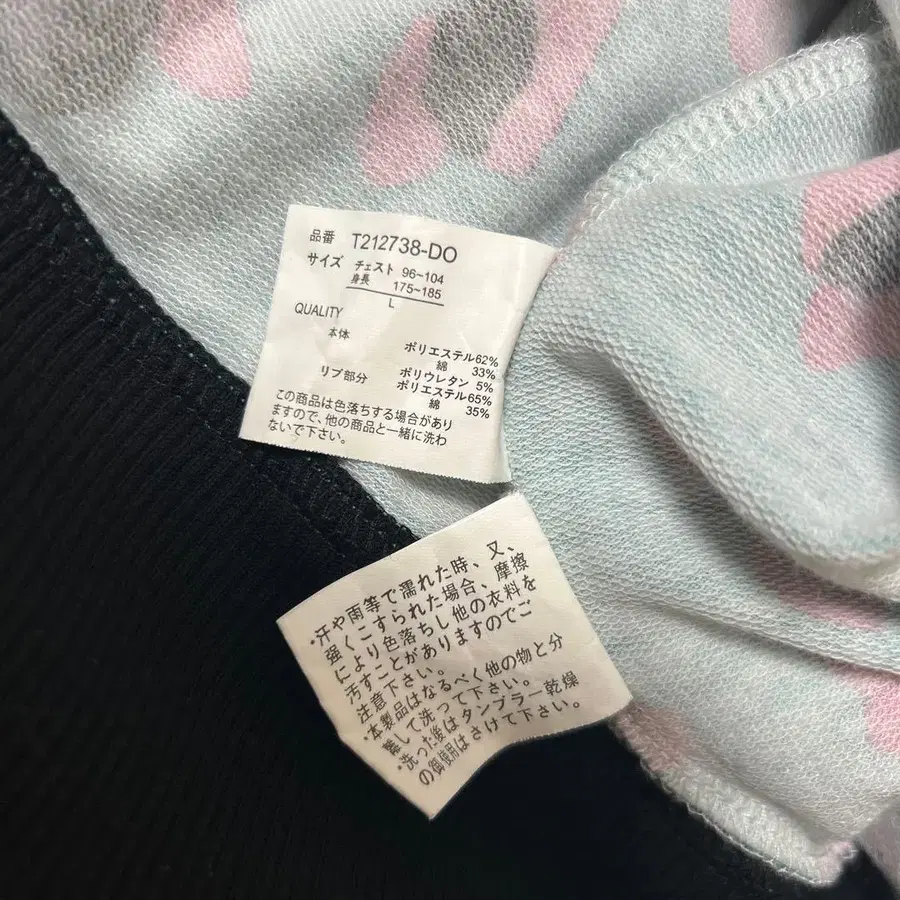 品番 T212738-DO
サイズ チェスト 96~104
身長 175~185
L
QUALITY
本体
ポリエステル62%
綿 33%
ポリウレタン 5%
リブ部分 ポリエステル65%
綿 35%
この商品は色落ちする場合があり
ますので、他の商品と一緒に洗わ
ないで下さい。
・汗や雨等で濡れた時、又、
強くこすられた場合、摩擦
により色落ちし他の衣料を
汚すことがありますのでご
注意下さい。
・本製品はなるべく他の物と分
離して洗って下さい。
・洗った後はタンブラー乾燥
の御使用はさけて下さい。